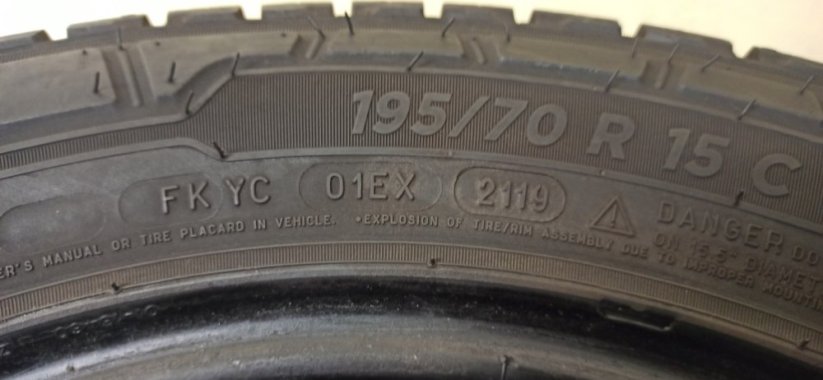 195/70 R 15 C
FK YC 01EX 2119
DANGER
ER'S MANUAL OR TIRE PLACARD IN VEHICLE. •EXPLOSION OF TIRE/RIM ASSEMBLY DUE TO IMPROPER MOUNTIN